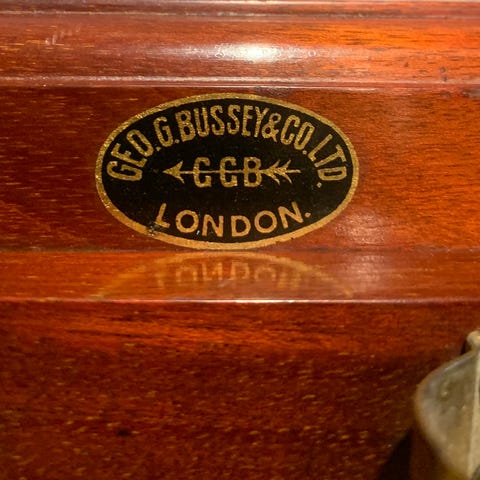 GEO. G. BUSSEY & CO. LTD.
GGB
LONDON.